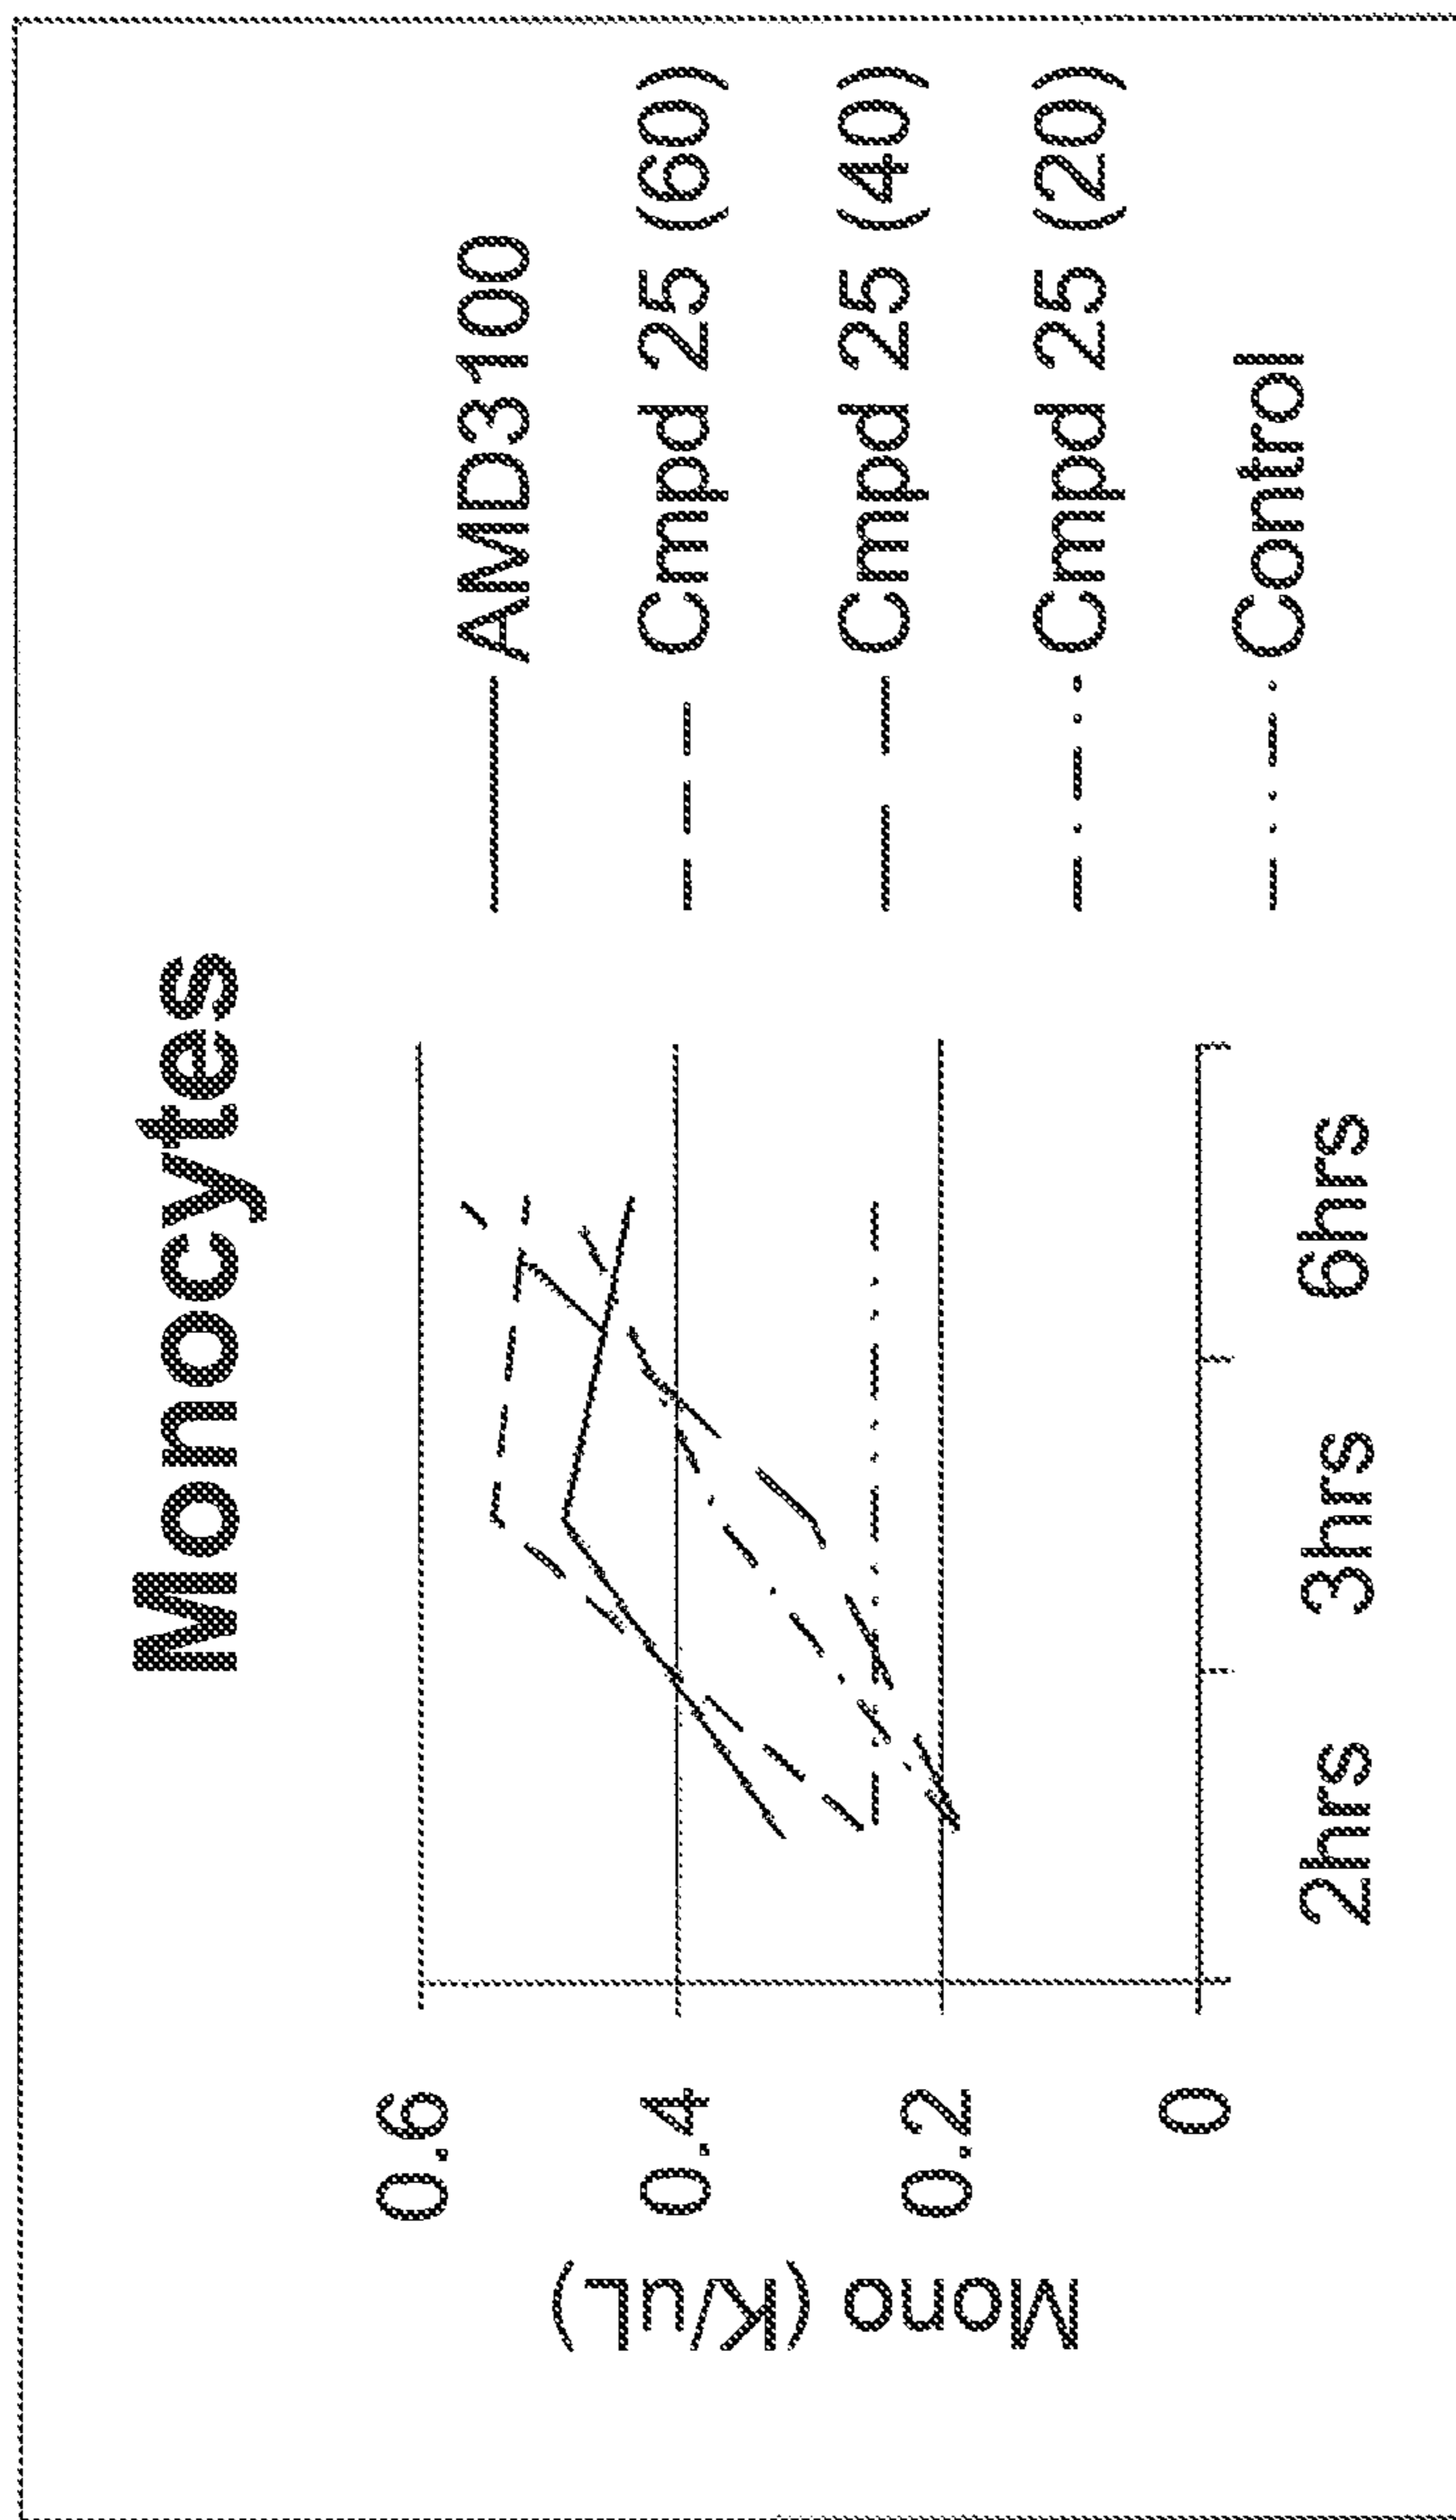 Monocytes
Mono (K/uL)
0.6
0.4
0.2
0
2hrs 3hrs 6hrs
AMD3100
Cmpd 25 (60)
Cmpd 25 (40)
Cmpd 25 (20)
Control